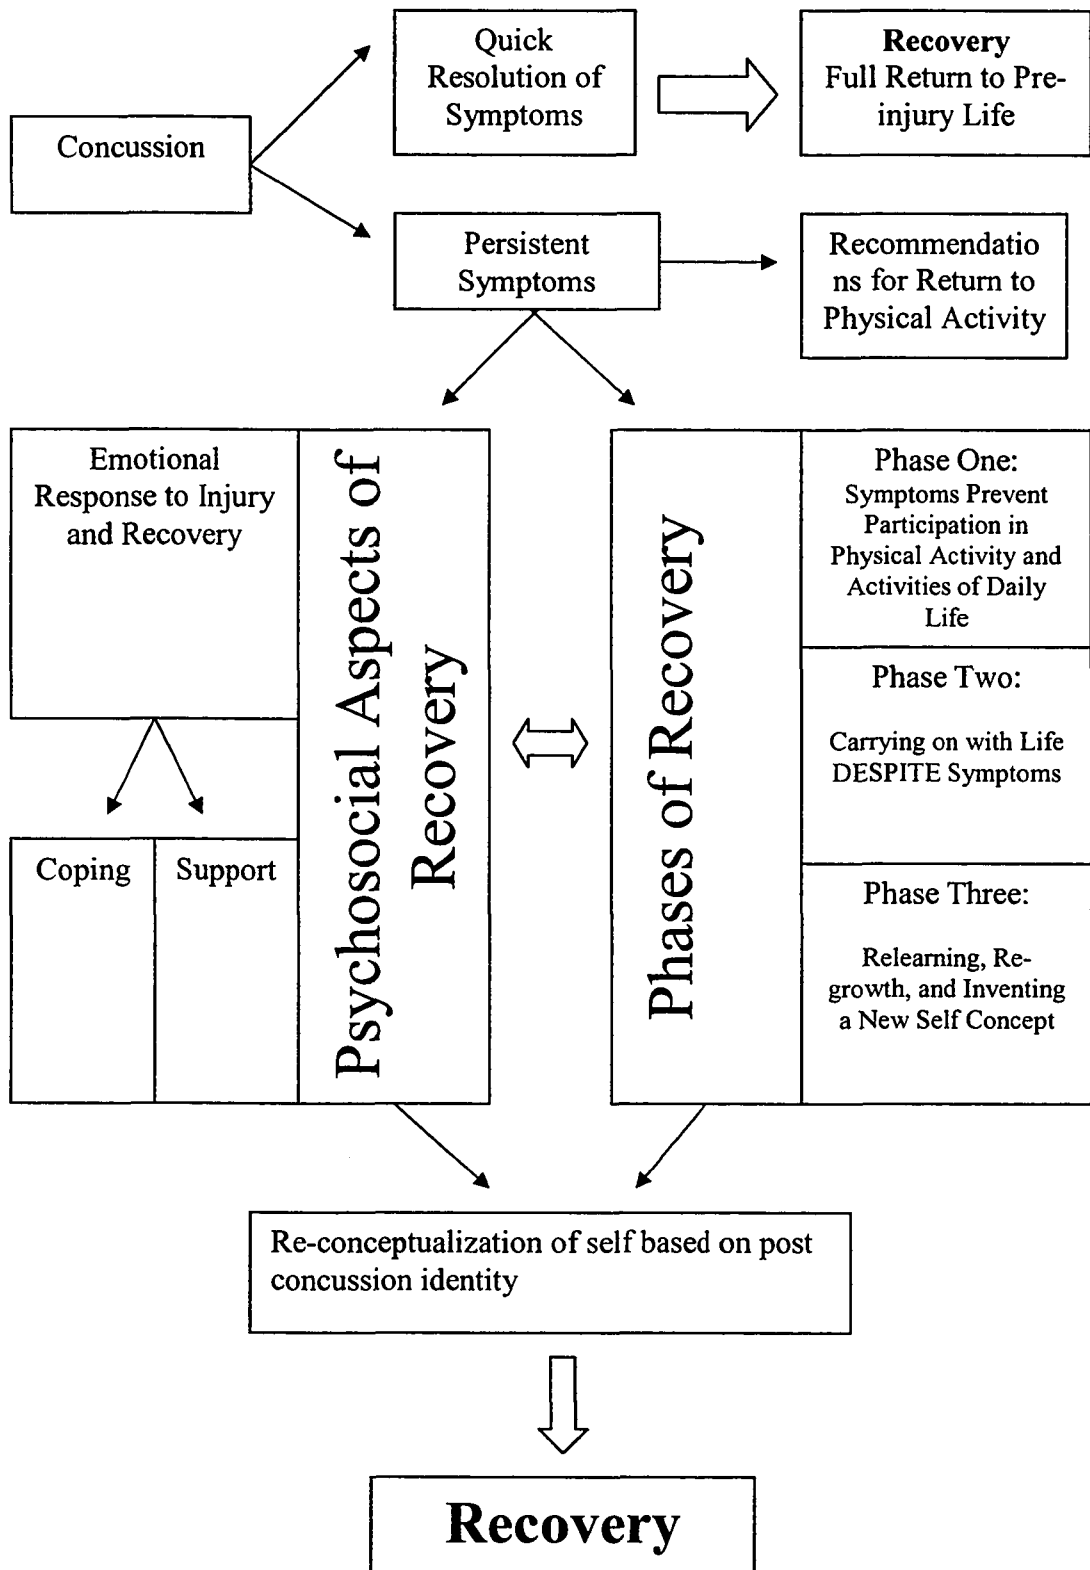 Quick
Resolution of
Symptoms
Recovery
Full Return to Pre-
injury Life
Concussion
Persistent
Symptoms
Recommendatio
ns for Return to
Physical Activity
Emotional
Response to Injury
and Recovery
Coping
Support
Psychosocial Aspects of
Recovery
Phases of Recovery
Phase One:
Symptoms Prevent
Participation in
Physical Activity and
Activities of Daily
Life
Phase Two:
Carrying on with Life
DESPITE Symptoms
Phase Three:
Relearning, Re-
growth, and Inventing
a New Self Concept
Re-conceptualization of self based on post
concussion identity
Recovery